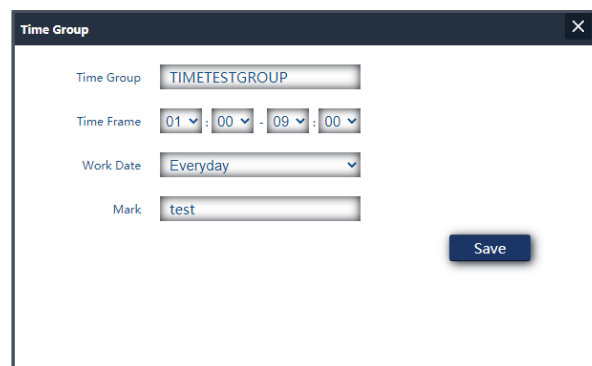 Time Group
Time Group TIMETESTGROUP
Time Frame 01 : 00 - 09 : 00
Work Date Everyday
Mark test
Save